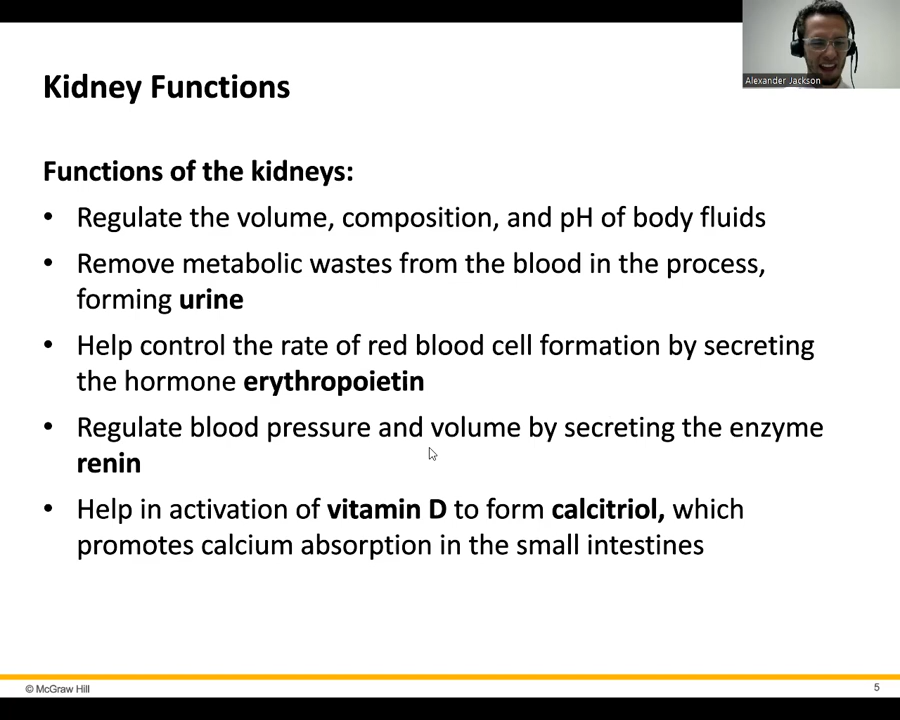 Alexander Jackson
Kidney Functions
Functions of the kidneys:
• Regulate the volume, composition, and pH of body fluids
• Remove metabolic wastes from the blood in the process,
forming urine
• Help control the rate of red blood cell formation by secreting
the hormone erythropoietin
• Regulate blood pressure and volume by secreting the enzyme
renin
• Help in activation of vitamin D to form calcitriol, which
promotes calcium absorption in the small intestines
© McGraw Hill
5